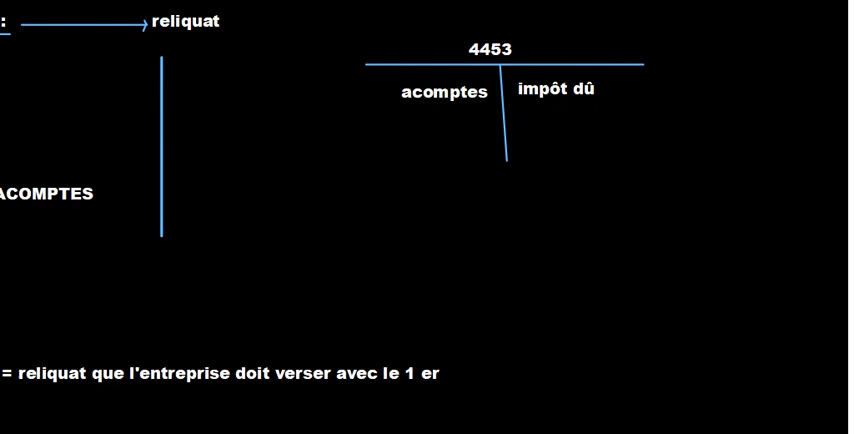 : reliquat
4453
acomptes impôt dû
ACOMPTES
= reliquat que l'entreprise doit verser avec le 1 er